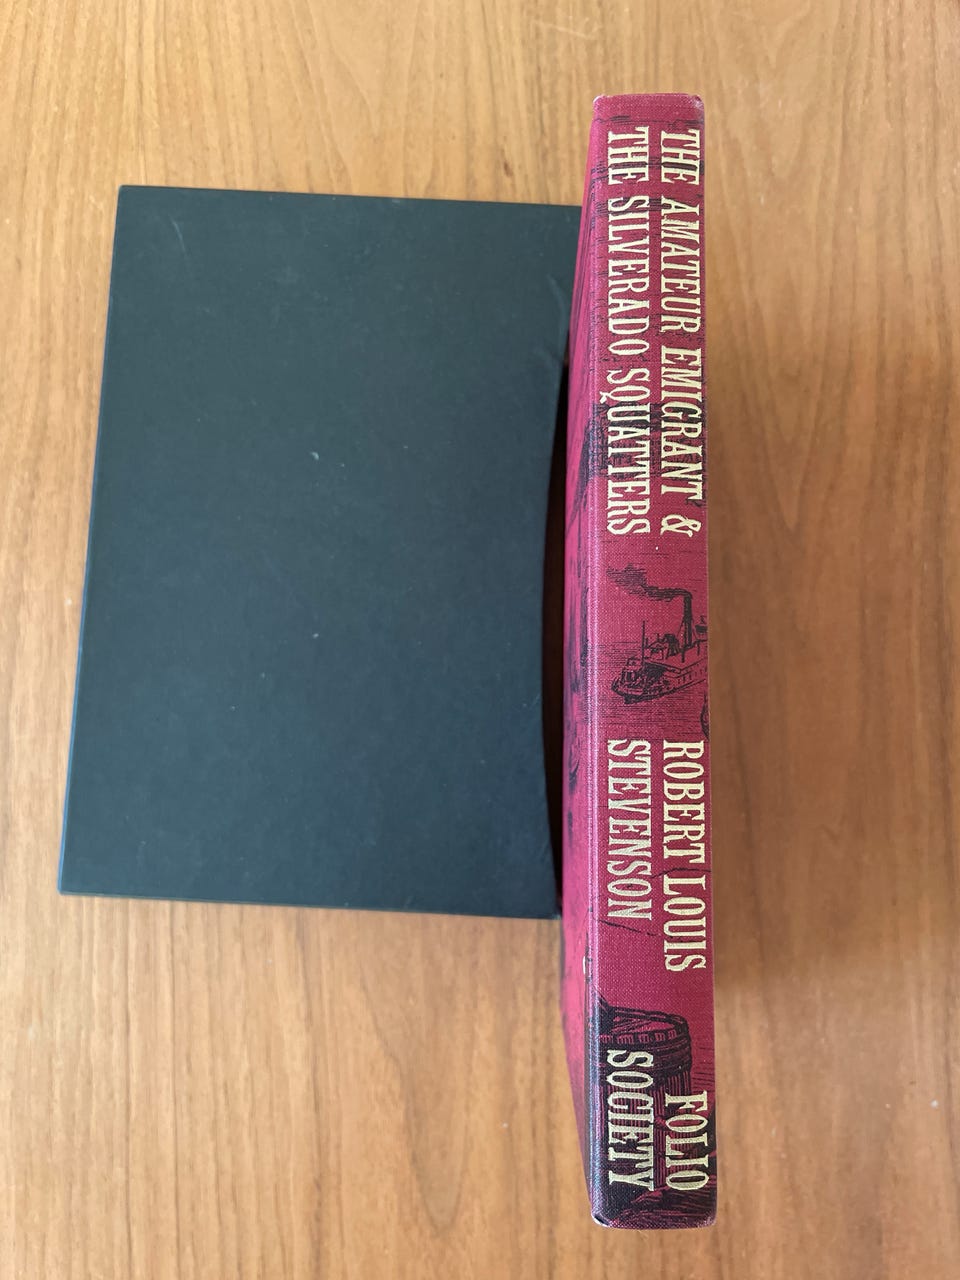 THE AMATEUR EMIGRANT &
THE SILVERADO SQUATTERS
ROBERT LOUIS
STEVENSON
FOLIO
SOCIETY